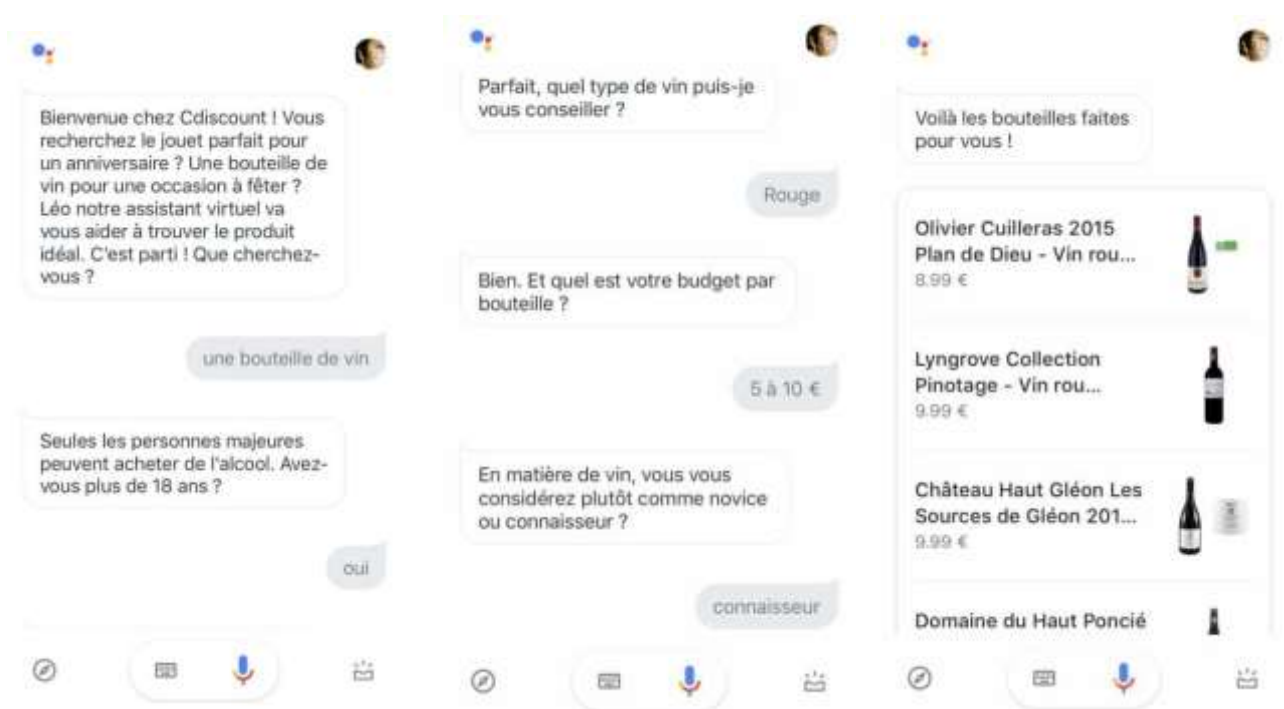 Bienvenue chez Cdiscount ! Vous
recherchez le jouet parfait pour
un anniversaire ? Une bouteille de
vin pour une occasion à fêter ?
Léo notre assistant virtuel va
vous aider à trouver le produit
idéal. C'est parti ! Que cherchez-
vous ?
une bouteille de vin
Seules les personnes majeures
peuvent acheter de l'alcool. Avez-
vous plus de 18 ans ?
oui
Parfait, quel type de vin puis-je
vous conseiller ?
Rouge
Bien. Et quel est votre budget par
bouteille ?
5 à 10 €
En matière de vin, vous vous
considérez plutôt comme novice
ou connaisseur ?
connaisseur
Voilà les bouteilles faites
pour vous !
Olivier Cuilleras 2015
Plan de Dieu - Vin rou...
8.99 €
Lyngrove Collection
Pinotage - Vin rou...
9.99 €
Château Haut Gléon Les
Sources de Gléon 201...
9.99 €
Domaine du Haut Poncié